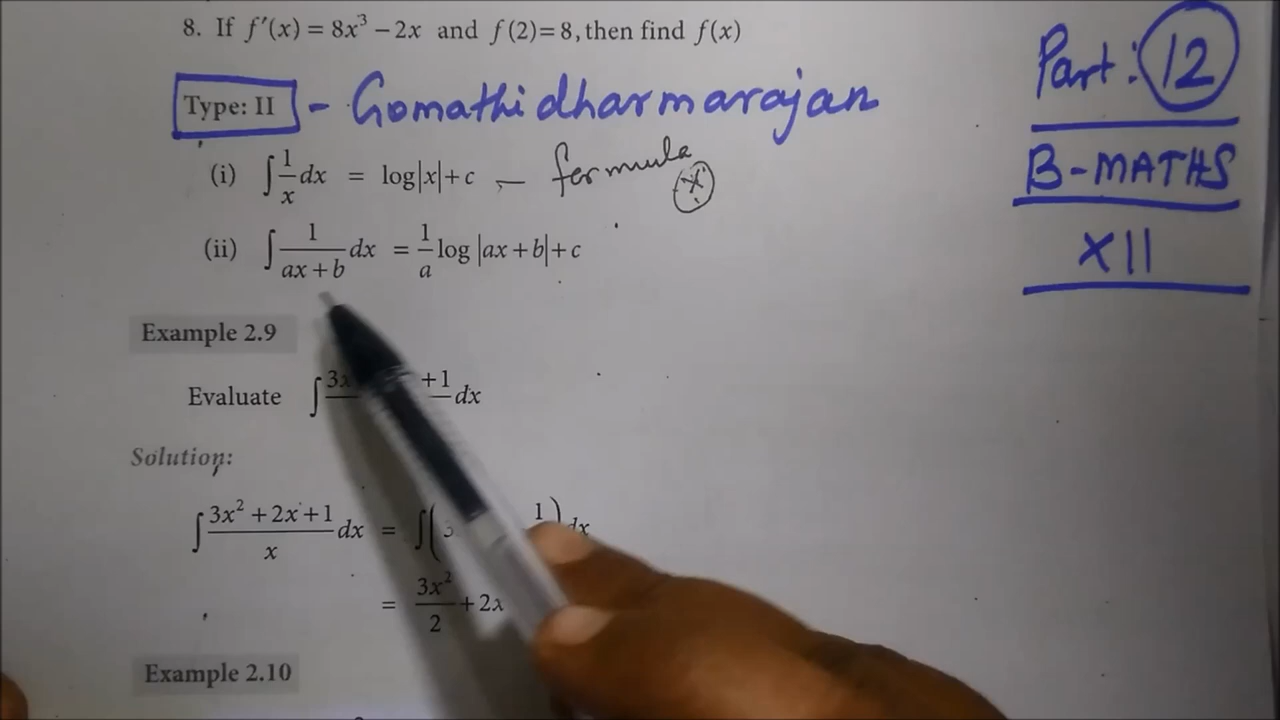 8. If f′(x) = 8x³ − 2x and f(2)=8, then find f(x)
Type: II - Gomathidharmarajan
Part: 12
B-MATHS
XII
(i) ∫ 1/x dx = log|x|+c – formula
(ii) ∫ 1/(ax+b) dx = 1/a log |ax+b|+c
Example 2.9
Evaluate ∫ +1 dx
Solution:
∫ (3x² + 2x + 1)/x dx = ∫( 1) dx
= 3x²/2 + 2x
Example 2.10